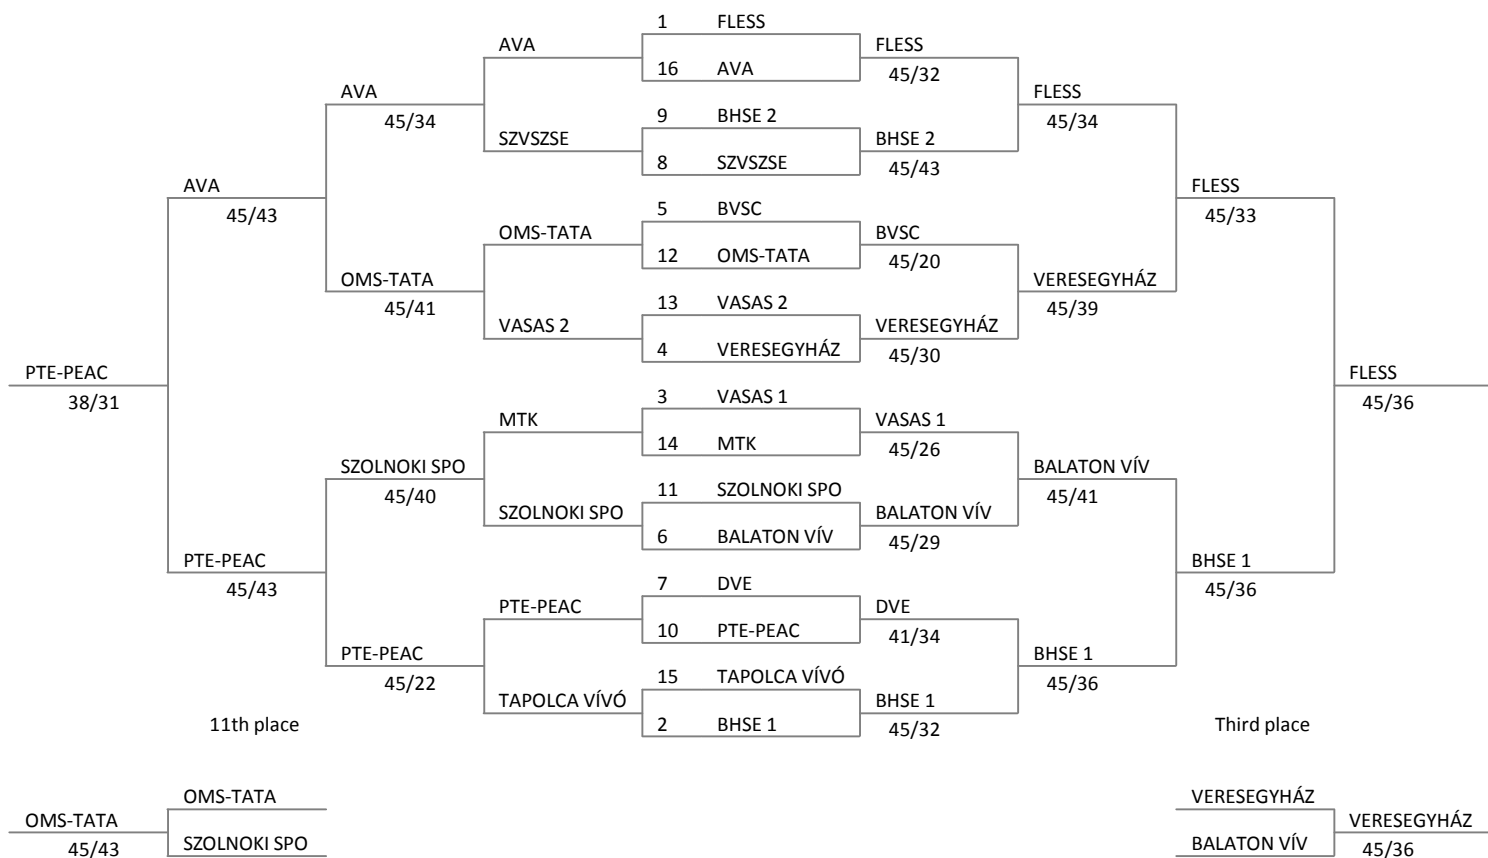 1 FLESS
AVA FLESS
16 AVA 45/32
AVA FLESS
45/34 45/34
9 BHSE 2
SZVSZSE BHSE 2
8 SZVSZSE 45/43
AVA FLESS
45/43 45/33
5 BVSC
OMS-TATA BVSC
12 OMS-TATA 45/20
OMS-TATA VERESEGYHÁZ
45/41 45/39
13 VASAS 2
VASAS 2 VERESEGYHÁZ
4 VERESEGYHÁZ 45/30
PTE-PEAC FLESS
38/31 45/36
3 VASAS 1
MTK VASAS 1
14 MTK 45/26
SZOLNOKI SPO BALATON VÍV
45/40 45/41
11 SZOLNOKI SPO
SZOLNOKI SPO BALATON VÍV
6 BALATON VÍV 45/29
PTE-PEAC BHSE 1
45/43 45/36
7 DVE
PTE-PEAC DVE
10 PTE-PEAC 41/34
PTE-PEAC BHSE 1
45/22 45/36
15 TAPOLCA VÍVÓ
TAPOLCA VÍVÓ BHSE 1
2 BHSE 1 45/32
11th place Third place
OMS-TATA VERESEGYHÁZ
OMS-TATA VERESEGYHÁZ
SZOLNOKI SPO BALATON VÍV
45/43 45/36